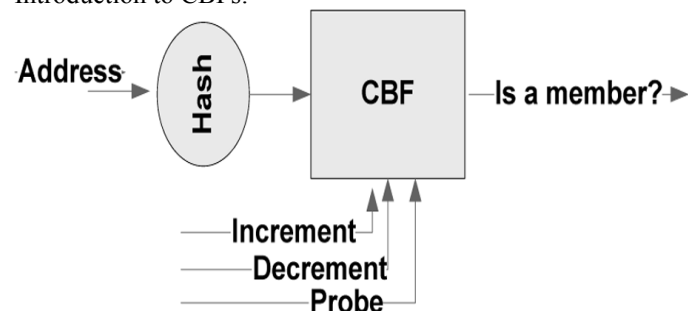 Introduction to CBFs:
Address
Hash
CBF
Is a member?
Increment
Decrement
Probe